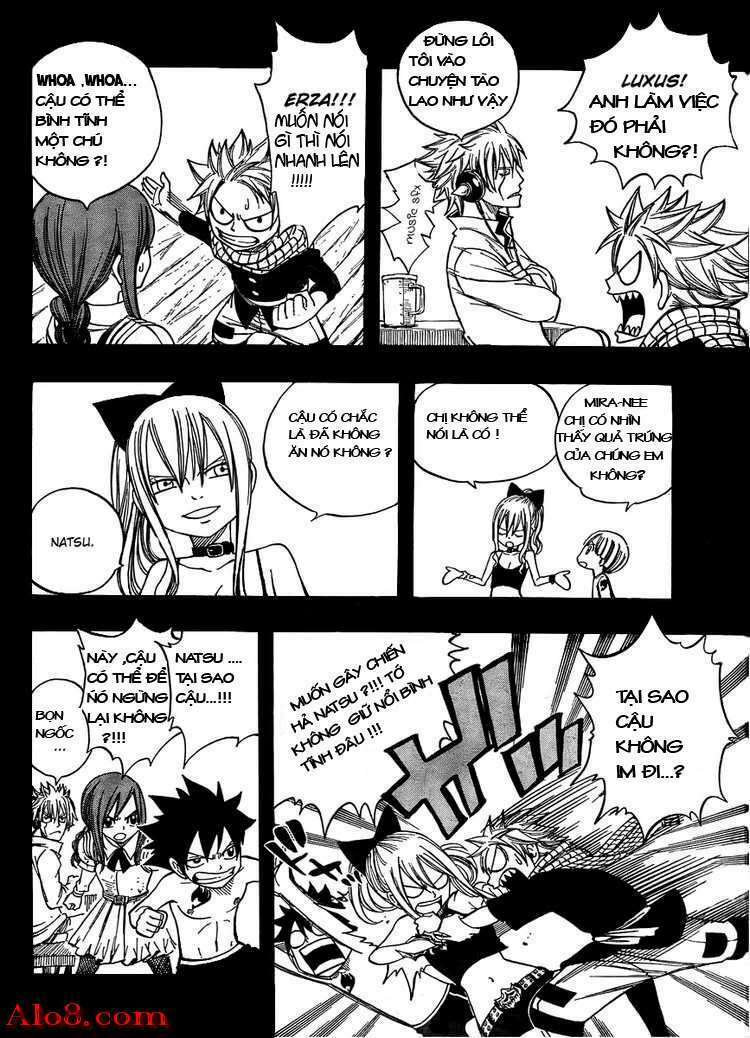 LUXUS!
ANH LÀM VIỆC
ĐÓ PHẢI
KHÔNG?!
ĐỪNG LÔI
TÔI VÀO
CHUYỆN TÀO
LAO NHƯ VẬY
music sfx
ERZA!!!
MUỐN NÓI
GÌ THÌ NÓI
NHANH LÊN
!!!!!
WHOA ,WHOA...
CẬU CÓ THỂ
BÌNH TĨNH
MỘT CHÚ
KHÔNG ?!
MIRA-NEE
CHỊ CÓ NHÌN
THẤY QUẢ TRỨNG
CỦA CHÚNG EM
KHÔNG?
CHỊ KHÔNG THỂ
NÓI LÀ CÓ !
CẬU CÓ CHẮC
LÀ ĐÃ KHÔNG
ĂN NÓ KHÔNG ?
NATSU.
TẠI SAO
CẬU
KHÔNG
IM ĐI...?
MUỐN GÂY CHIẾN
HẢ NATSU ?!!! TỚ
KHÔNG GIỮ NỔI BÌNH
TĨNH ĐÂU !!!
ガガッ
NATSU ....
TẠI SAO
CẬU...!!!
NÀY ,CẬU
CÓ THỂ ĐỂ
ÑÓ NGỪNG
LẠI KHÔNG
?!!!
BỌN
NGỐC
...
Alo8.com